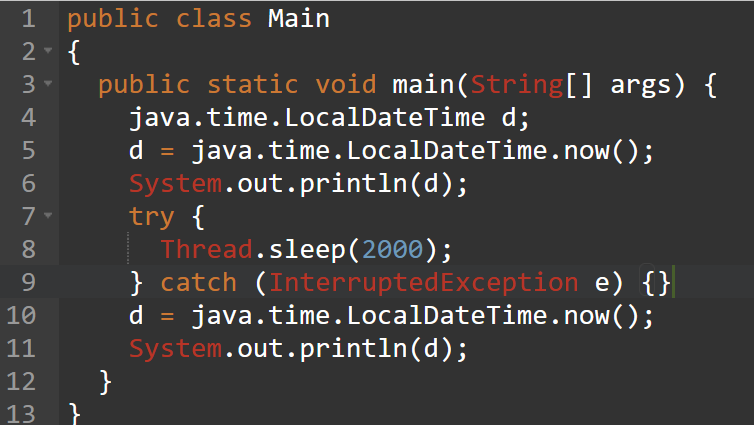 1 public class Main
2 {
3   public static void main(String[] args) {
4     java.time.LocalDateTime d;
5     d = java.time.LocalDateTime.now();
6     System.out.println(d);
7     try {
8       Thread.sleep(2000);
9     } catch (InterruptedException e) {}
10     d = java.time.LocalDateTime.now();
11     System.out.println(d);
12   }
13 }